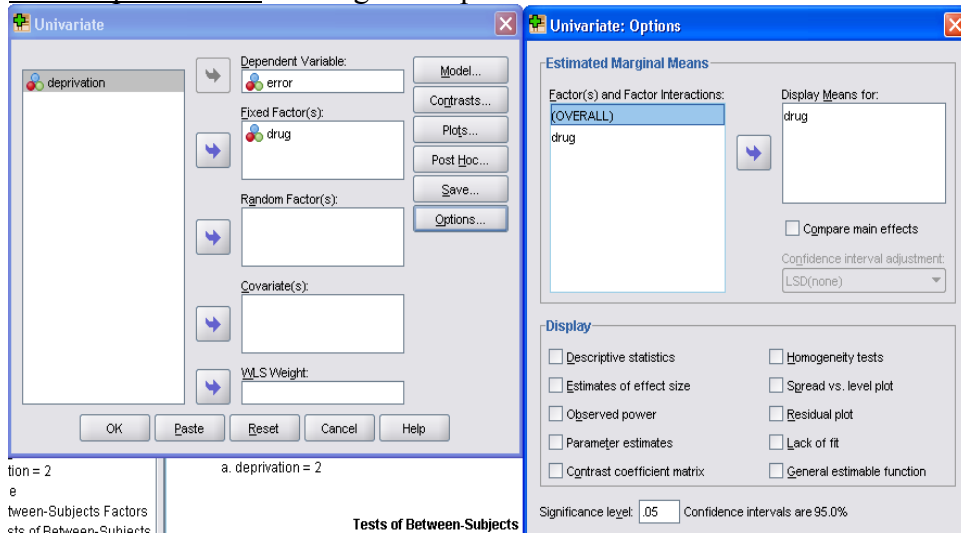 Univariate
deprivation
Dependent Variable:
error
Fixed Factor(s):
drug
Random Factor(s):
Covariate(s):
WLS Weight:
Model...
Contrasts...
Plots...
Post Hoc...
Save...
Options...
OK
Paste
Reset
Cancel
Help
tion = 2
e
tween-Subjects Factors
sts of Between-Subjects
a. deprivation = 2
Tests of Between-Subjects
Univariate: Options
Estimated Marginal Means
Factor(s) and Factor Interactions:
(OVERALL)
drug
Display Means for:
drug
Compare main effects
Confidence interval adjustment:
LSD(none)
Display
Descriptive statistics
Homogeneity tests
Estimates of effect size
Spread vs. level plot
Observed power
Residual plot
Parameter estimates
Lack of fit
Contrast coefficient matrix
General estimable function
Significance level: .05 Confidence intervals are 95.0%